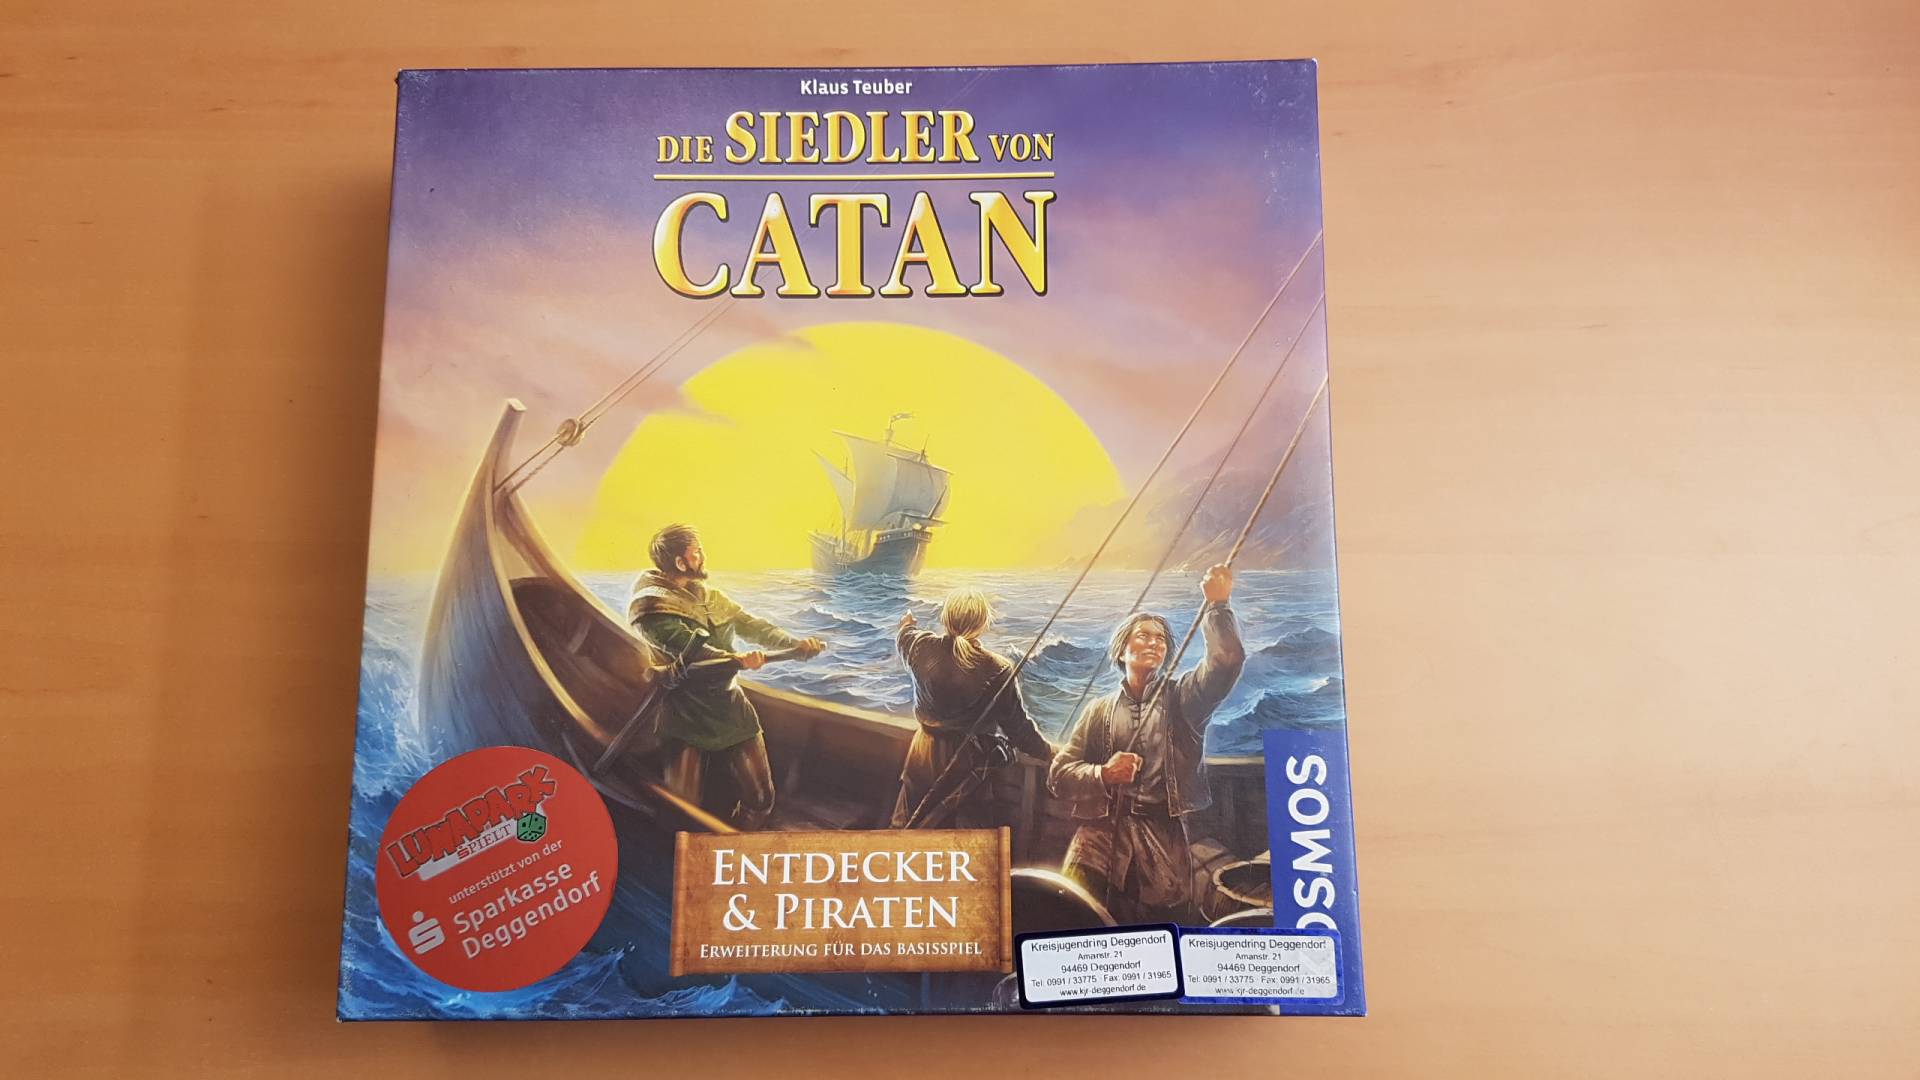 Klaus Teuber
DIE SIEDLER VON
CATAN
LUNAPARK
SPIELT
unterstützt von der
Sparkasse
Deggendorf
ENTDECKER
& PIRATEN
ERWEITERUNG FÜR DAS BASISSPIEL
KOSMOS
Kreisjugendring Deggendorf
Amanstr. 21
94469 Deggendorf
Tel: 0991 / 33775 · Fax: 0991 / 31965
www.kjr-deggendorf.de
Kreisjugendring Deggendorf
Amanstr. 21
94469 Deggendorf
Tel: 0991 / 33775 · Fax: 0991 / 31965
www.kjr-deggendorf.de